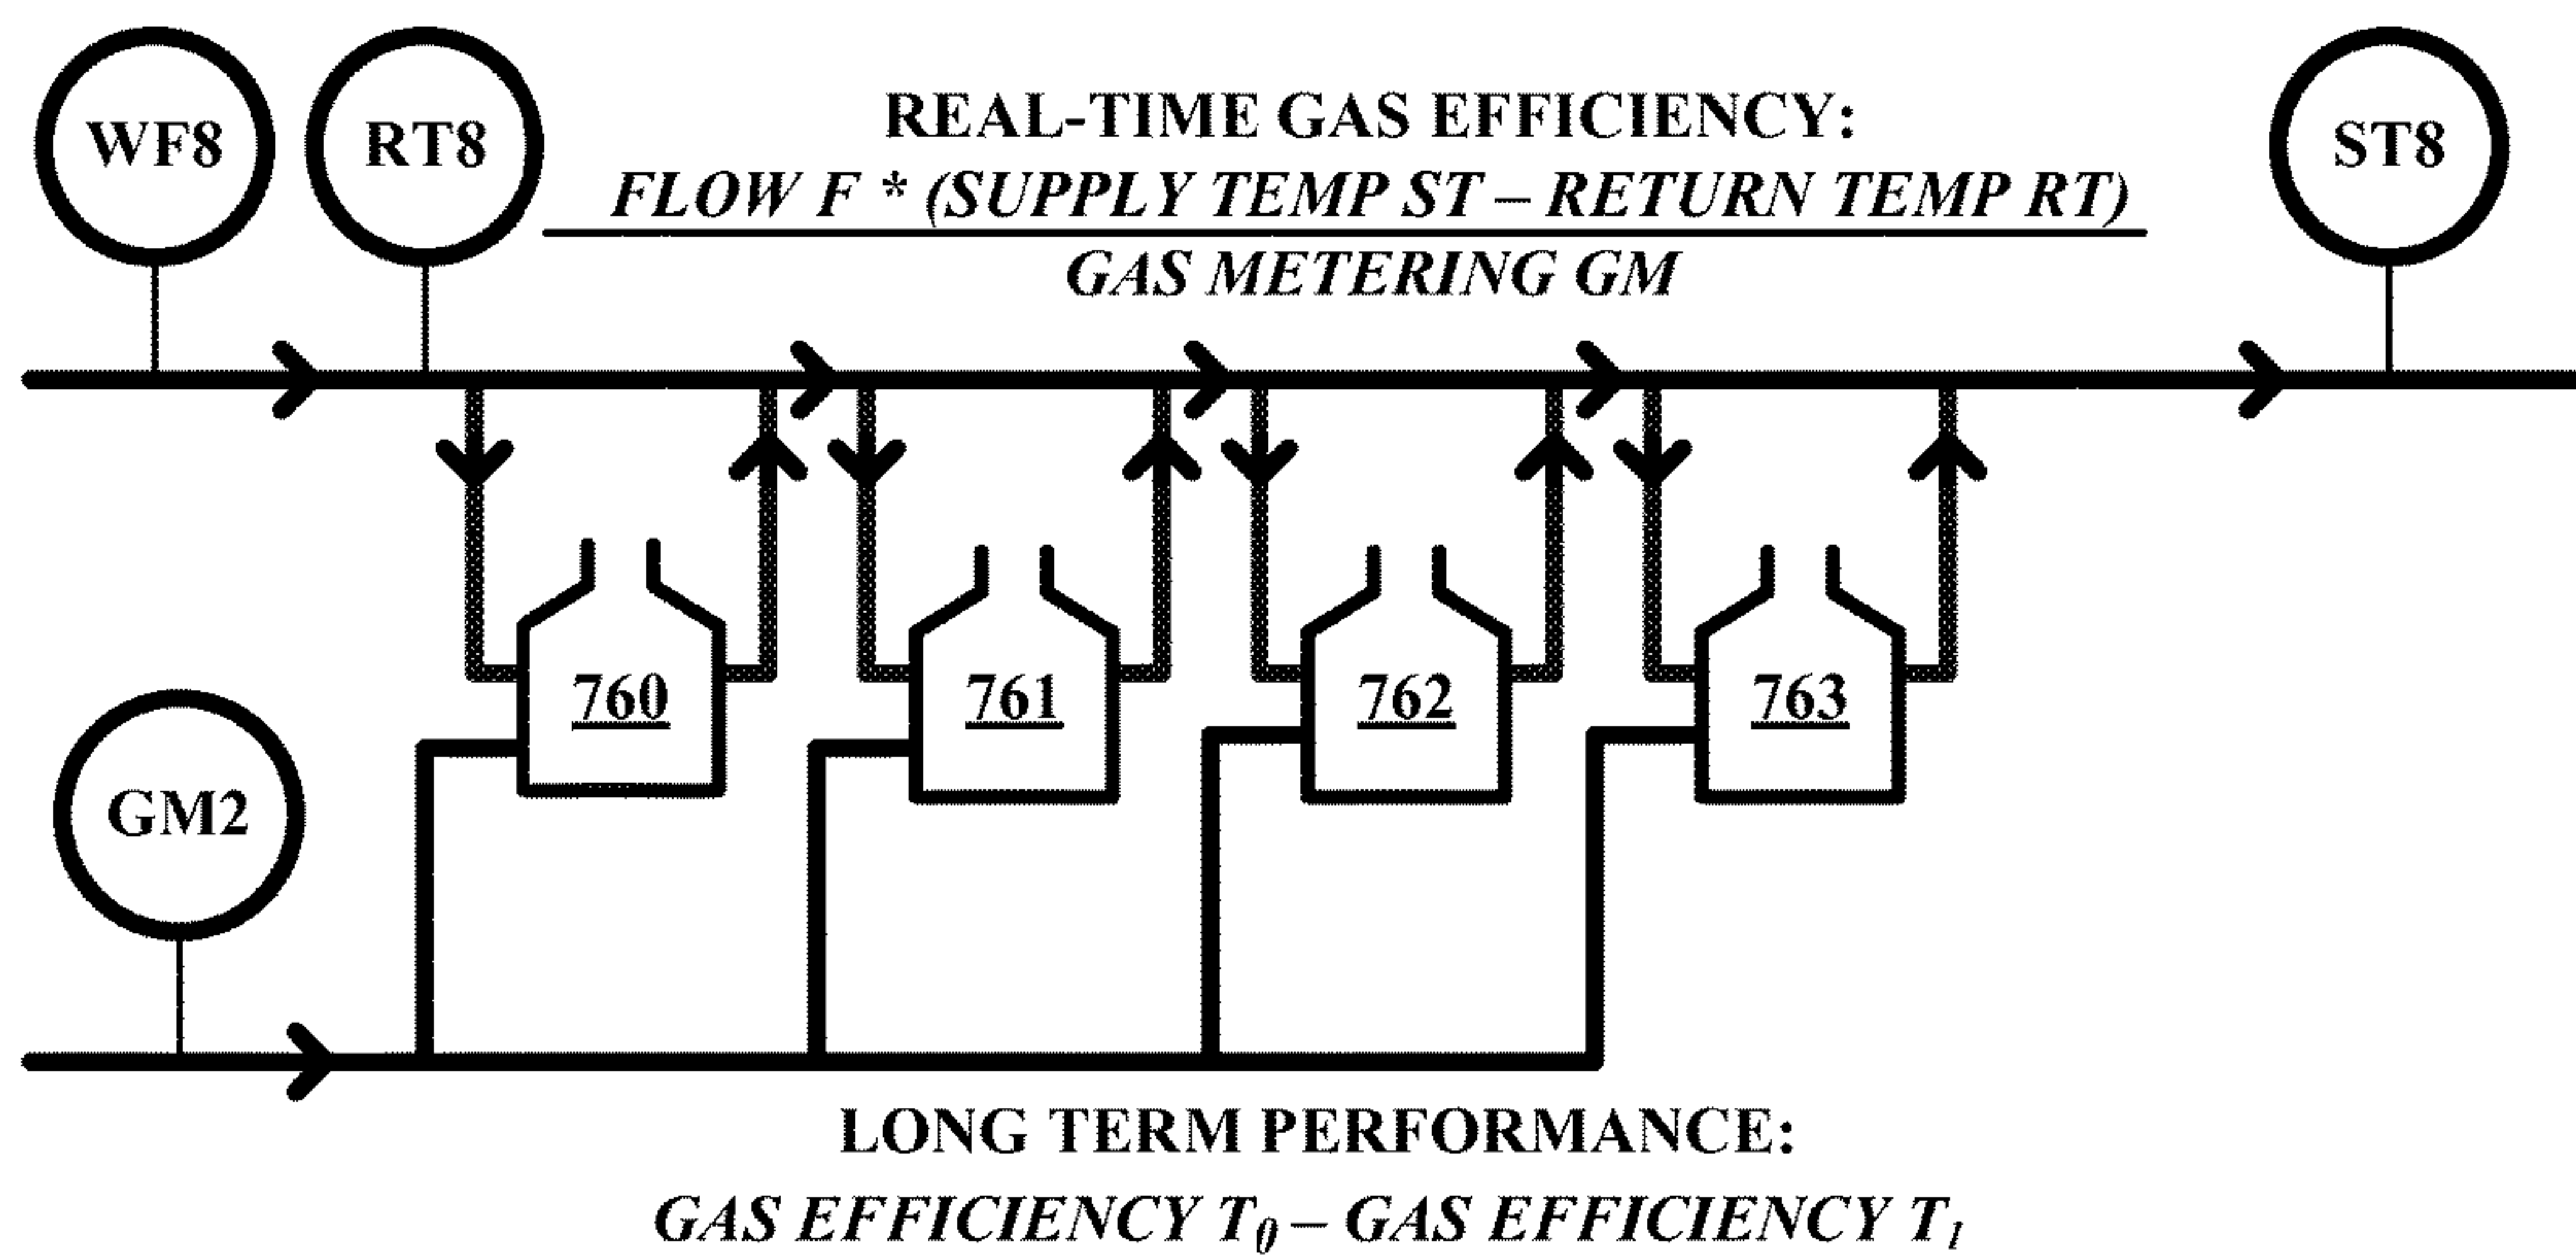 WF8
RT8
REAL-TIME GAS EFFICIENCY:
FLOW F * (SUPPLY TEMP ST – RETURN TEMP RT)
GAS METERING GM
ST8
760
761
762
763
GM2
LONG TERM PERFORMANCE:
GAS EFFICIENCY T₀ – GAS EFFICIENCY T₁